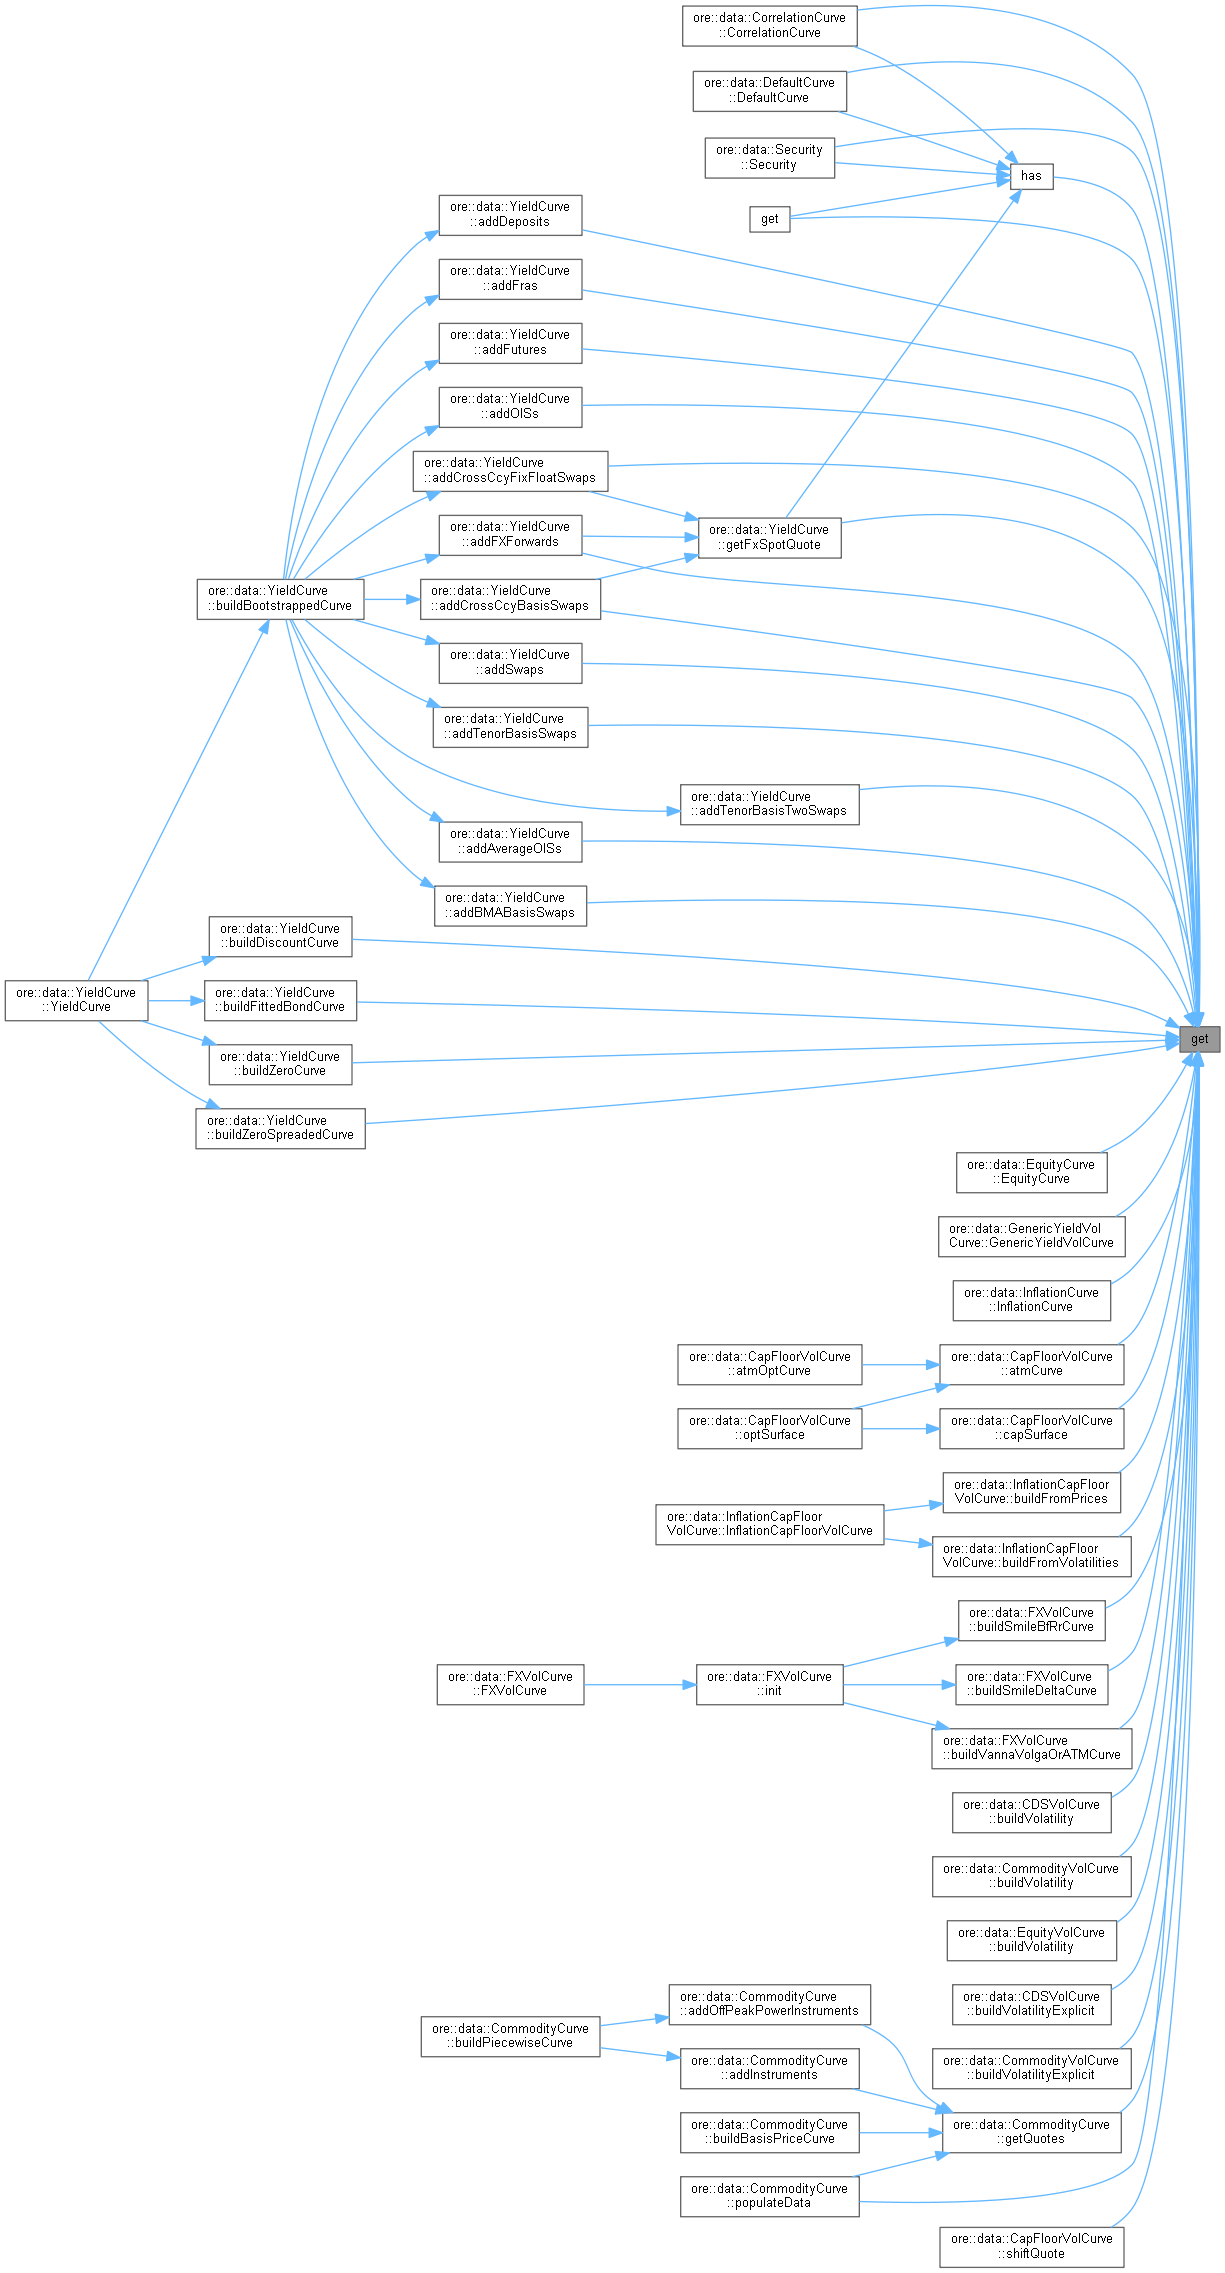 ore::data::CorrelationCurve
::CorrelationCurve
ore::data::DefaultCurve
::DefaultCurve
ore::data::Security
::Security
has
get
ore::data::YieldCurve
::addDeposits
ore::data::YieldCurve
::addFras
ore::data::YieldCurve
::addFutures
ore::data::YieldCurve
::addOISs
ore::data::YieldCurve
::addCrossCcyFixFloatSwaps
ore::data::YieldCurve
::addFXForwards
ore::data::YieldCurve
::getFxSpotQuote
ore::data::YieldCurve
::buildBootstrappedCurve
ore::data::YieldCurve
::addCrossCcyBasisSwaps
ore::data::YieldCurve
::addSwaps
ore::data::YieldCurve
::addTenorBasisSwaps
ore::data::YieldCurve
::addTenorBasisTwoSwaps
ore::data::YieldCurve
::addAverageOISs
ore::data::YieldCurve
::addBMABasisSwaps
ore::data::YieldCurve
::buildDiscountCurve
ore::data::YieldCurve
::YieldCurve
ore::data::YieldCurve
::buildFittedBondCurve
get
ore::data::YieldCurve
::buildZeroCurve
ore::data::YieldCurve
::buildZeroSpreadedCurve
ore::data::EquityCurve
::EquityCurve
ore::data::GenericYieldVol
Curve::GenericYieldVolCurve
ore::data::InflationCurve
::InflationCurve
ore::data::CapFloorVolCurve
::atmOptCurve
ore::data::CapFloorVolCurve
::atmCurve
ore::data::CapFloorVolCurve
::optSurface
ore::data::CapFloorVolCurve
::capSurface
ore::data::InflationCapFloor
VolCurve::buildFromPrices
ore::data::InflationCapFloor
VolCurve::InflationCapFloorVolCurve
ore::data::InflationCapFloor
VolCurve::buildFromVolatilities
ore::data::FXVolCurve
::buildSmileBfRrCurve
ore::data::FXVolCurve
::FXVolCurve
ore::data::FXVolCurve
::init
ore::data::FXVolCurve
::buildSmileDeltaCurve
ore::data::FXVolCurve
::buildVannaVolgaOrATMCurve
ore::data::CDSVolCurve
::buildVolatility
ore::data::CommodityVolCurve
::buildVolatility
ore::data::EquityVolCurve
::buildVolatility
ore::data::CDSVolCurve
::buildVolatilityExplicit
ore::data::CommodityCurve
::addOffPeakPowerInstruments
ore::data::CommodityCurve
::buildPiecewiseCurve
ore::data::CommodityCurve
::addInstruments
ore::data::CommodityVolCurve
::buildVolatilityExplicit
ore::data::CommodityCurve
::buildBasisPriceCurve
ore::data::CommodityCurve
::getQuotes
ore::data::CommodityCurve
::populateData
ore::data::CapFloorVolCurve
::shiftQuote